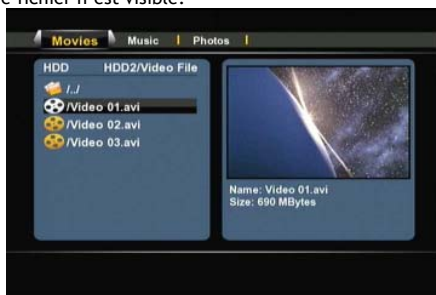 fichier n'est visible.
Movies Music Photos
HDD HDD2/Video File
/../
/Video 01.avi
/Video 02.avi
/Video 03.avi
Name: Video 01.avi
Size: 690 MBytes